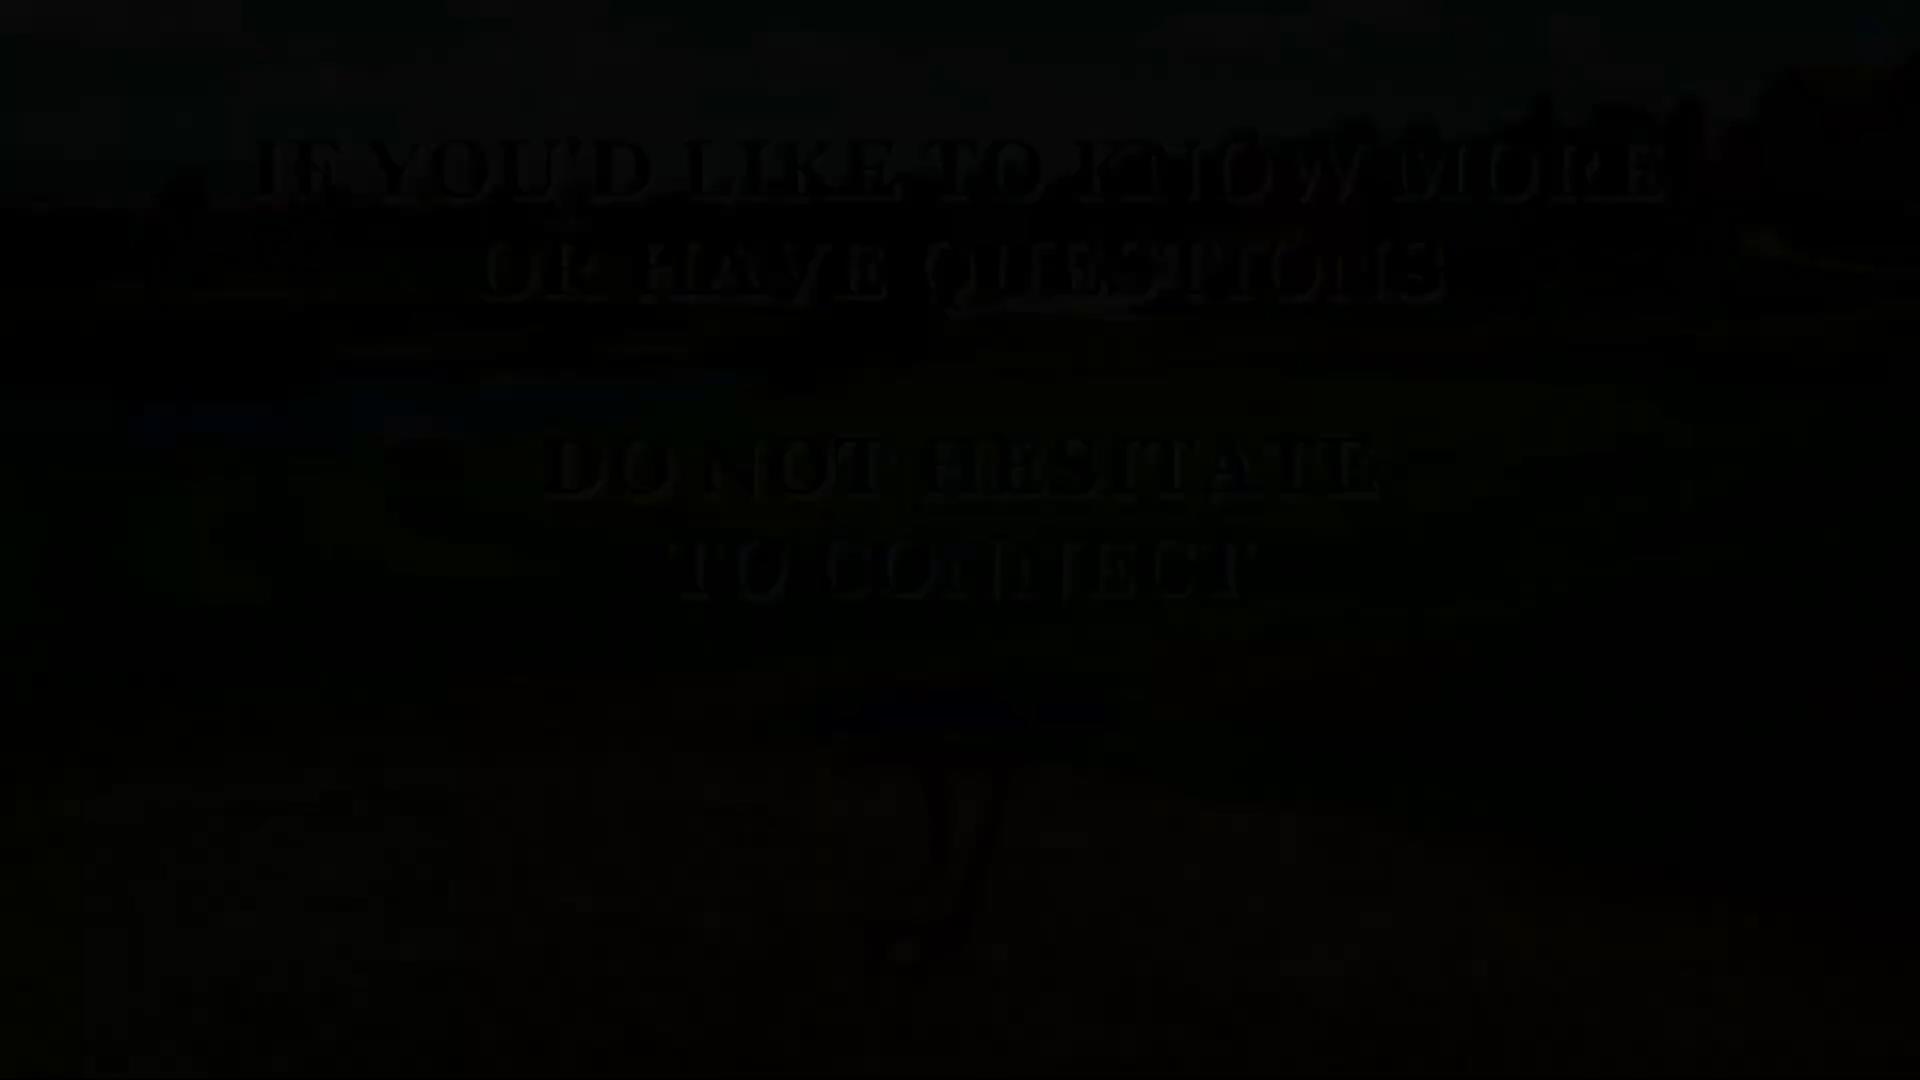 IF YOU'D LIKE TO KNOW MORE
OR HAVE QUESTIONS
DO NOT HESITATE
TO CONNECT